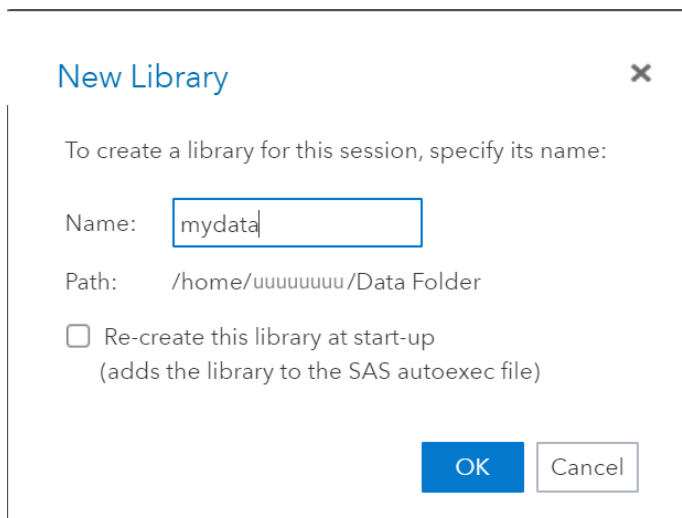 New Library
To create a library for this session, specify its name:
Name: mydata
Path: /home/uuuuuuuu/Data Folder
Re-create this library at start-up
(adds the library to the SAS autoexec file)
OK Cancel